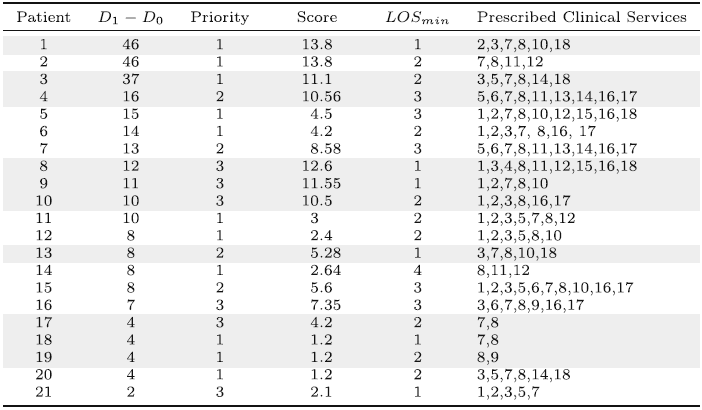 Patient D₁ − D₀ Priority Score LOSₘᵢₙ Prescribed Clinical Services
1 46 1 13.8 1 2,3,7,8,10,18
2 46 1 13.8 2 7,8,11,12
3 37 1 11.1 2 3,5,7,8,14,18
4 16 2 10.56 3 5,6,7,8,11,13,14,16,17
5 15 1 4.5 3 1,2,7,8,10,12,15,16,18
6 14 1 4.2 2 1,2,3,7, 8,16, 17
7 13 2 8.58 3 5,6,7,8,11,13,14,16,17
8 12 3 12.6 1 1,3,4,8,11,12,15,16,18
9 11 3 11.55 1 1,2,7,8,10
10 10 3 10.5 2 1,2,3,8,16,17
11 10 1 3 2 1,2,3,5,7,8,12
12 8 1 2.4 2 1,2,3,5,8,10
13 8 2 5.28 1 3,7,8,10,18
14 8 1 2.64 4 8,11,12
15 8 2 5.6 3 1,2,3,5,6,7,8,10,16,17
16 7 3 7.35 3 3,6,7,8,9,16,17
17 4 3 4.2 2 7,8
18 4 1 1.2 1 7,8
19 4 1 1.2 2 8,9
20 4 1 1.2 2 3,5,7,8,14,18
21 2 3 2.1 1 1,2,3,5,7